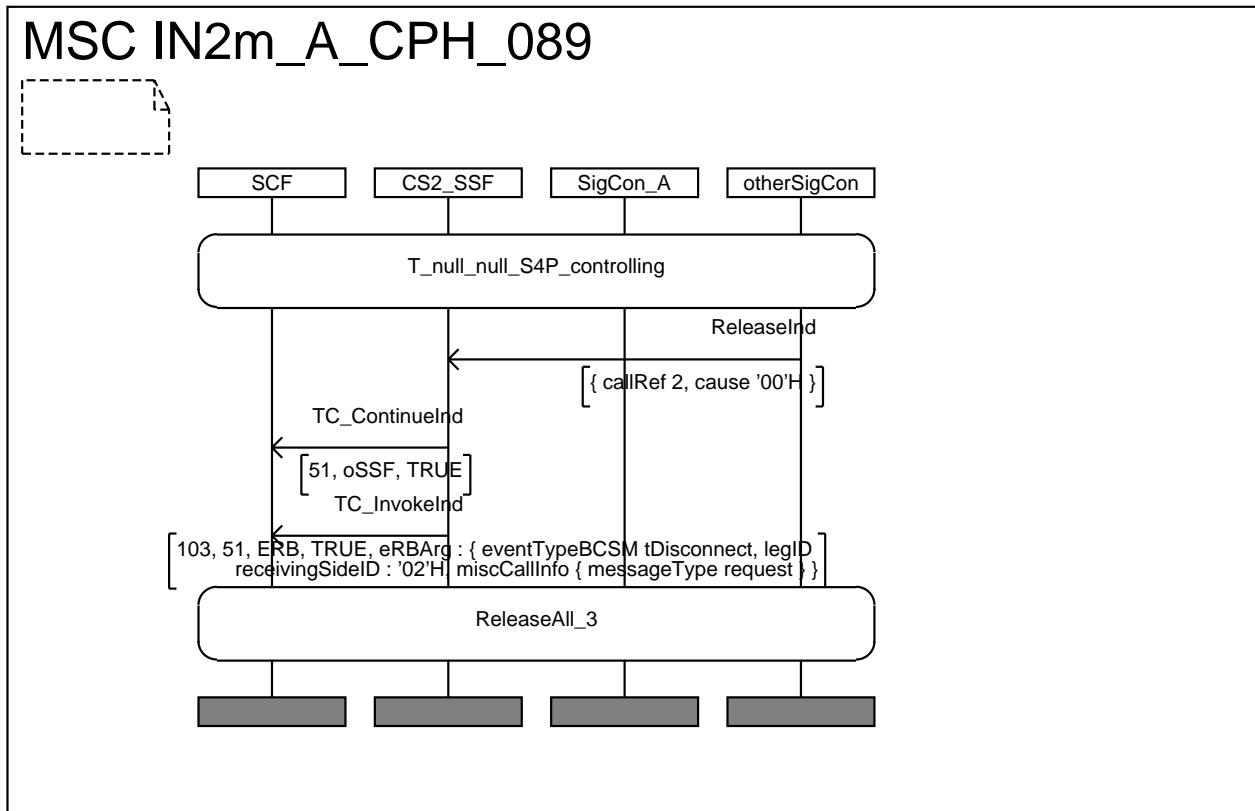 MSC IN2m_A_CPH_089
SCF CS2_SSF SigCon_A otherSigCon
T_null_null_S4P_controlling
ReleaseInd
{ callRef 2, cause '00'H }
TC_ContinueInd
51, oSSF, TRUE
TC_InvokeInd
103, 51, ERB, TRUE, eRBArg : { eventTypeBCSM tDisconnect, legID
receivingSideID : '02'H, miscCallInfo { messageType request } }
ReleaseAll_3